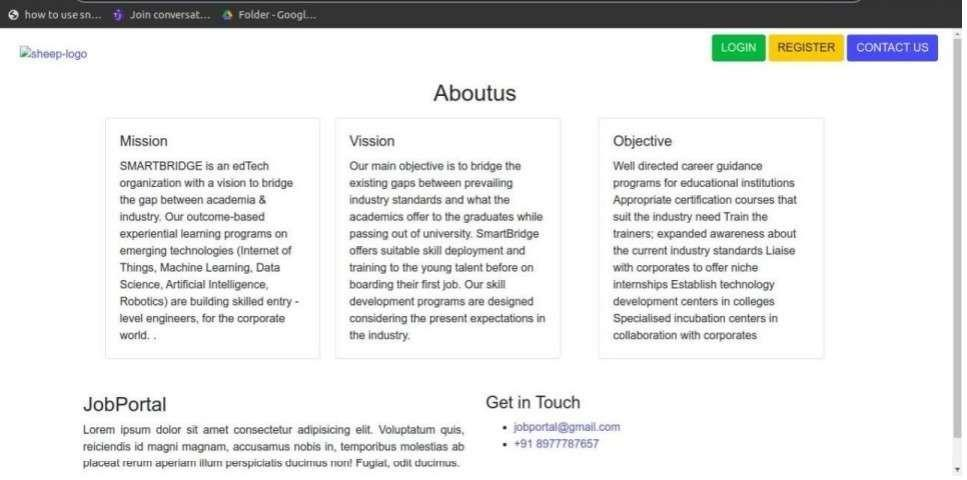 how to use sn...
Join conversat...
Folder - Googl...
sheep-logo
LOGIN
REGISTER
CONTACT US
Aboutus
Mission
SMARTBRIDGE is an edTech
organization with a vision to bridge
the gap between academia &
industry. Our outcome-based
experiential learning programs on
emerging technologies (Internet of
Things, Machine Learning, Data
Science, Artificial Intelligence,
Robotics) are building skilled entry -
level engineers, for the corporate
world. .
Vission
Our main objective is to bridge the
existing gaps between prevailing
industry standards and what the
academics offer to the graduates while
passing out of university. SmartBridge
offers suitable skill deployment and
training to the young talent before on
boarding their first job. Our skill
development programs are designed
considering the present expectations in
the industry.
Objective
Well directed career guidance
programs for educational institutions
Appropriate certification courses that
suit the industry need Train the
trainers; expanded awareness about
the current industry standards Liaise
with corporates to offer niche
internships Establish technology
development centers in colleges
Specialised incubation centers in
collaboration with corporates
JobPortal
Lorem ipsum dolor sit amet consectetur adipisicing elit. Voluptatum quis,
reiciendis id magni magnam, accusamus nobis in, temporibus molestias ab
placeat rerum aperiam illum perspiciatis ducimus non! Fugiat, odit ducimus.
Get in Touch
jobportal@gmail.com
+91 8977787657